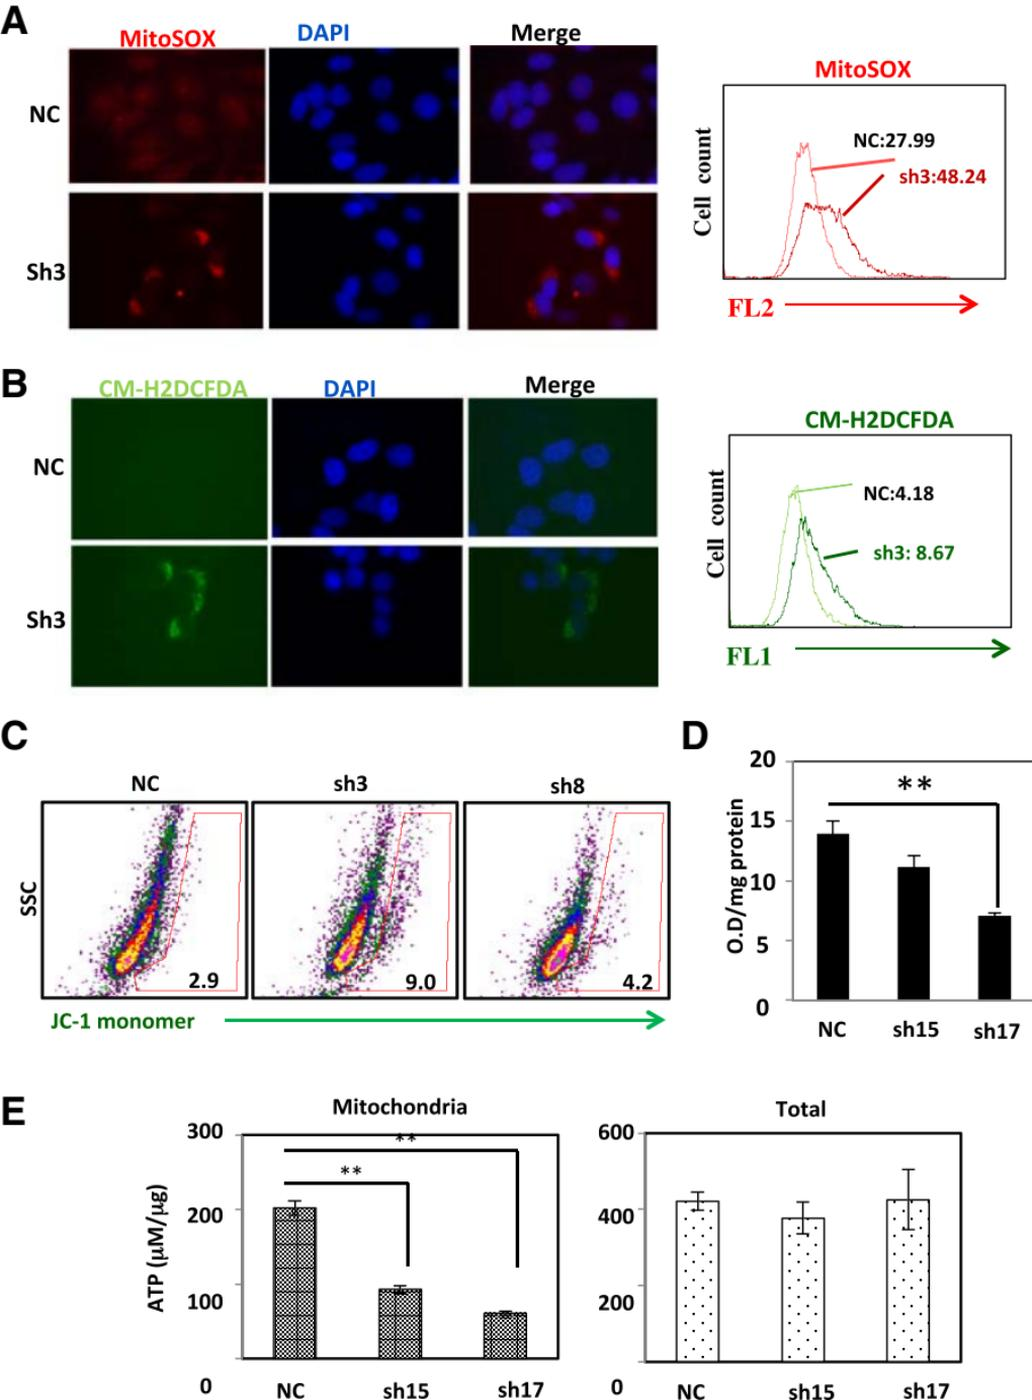 A
MitoSOX DAPI Merge
NC
Sh3
MitoSOX
Cell count
NC:27.99
sh3:48.24
FL2
B
CM-H2DCFDA DAPI Merge
NC
Sh3
CM-H2DCFDA
Cell count
NC:4.18
sh3: 8.67
FL1
C
NC sh3 sh8
SSC
2.9 9.0 4.2
JC-1 monomer
D
O.D/mg protein
20
15
10
5
0
**
NC sh15 sh17
E
Mitochondria
ATP (μM/μg)
300
200
100
0
**
**
NC sh15 sh17
Total
600
400
200
0
NC sh15 sh17